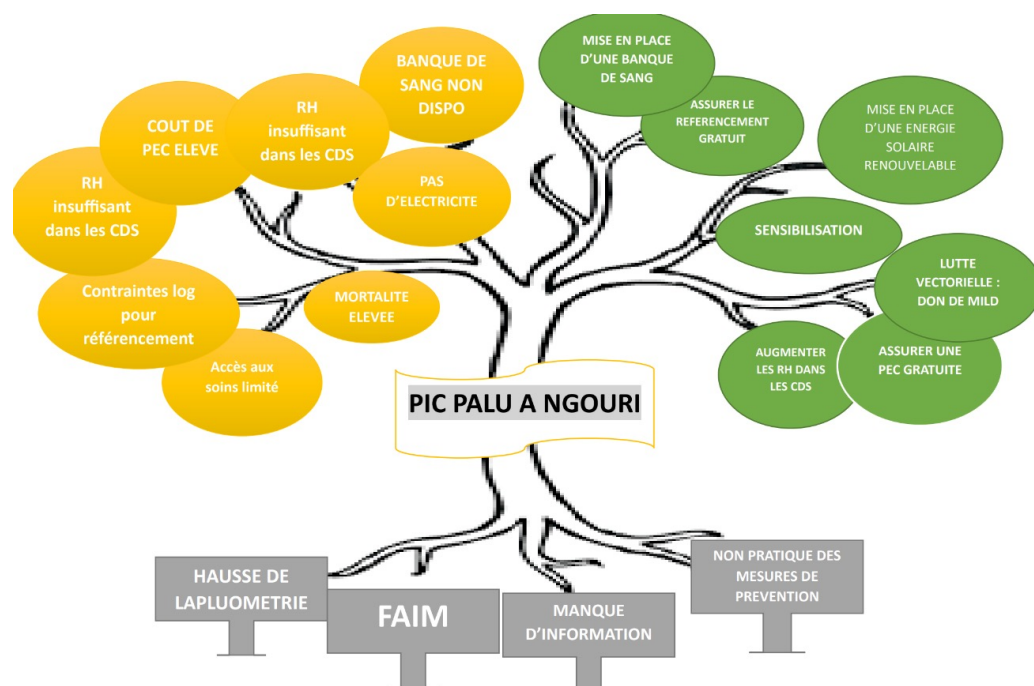 BANQUE DE
SANG NON
DISPO
RH
insuffisant
dans les CDS
COUT DE
PEC ELEVE
RH
insuffisant
dans les CDS
PAS
D'ELECTRICITE
Contraintes log
pour
référencement
MORTALITE
ELEVEE
Accès aux
soins limité
MISE EN PLACE
D'UNE BANQUE
DE SANG
ASSURER LE
REFERENCEMENT
GRATUIT
MISE EN PLACE
D'UNE ENERGIE
SOLAIRE
RENOUVELABLE
SENSIBILISATION
LUTTE
VECTORIELLE :
DON DE MILD
AUGMENTER
LES RH DANS
LES CDS
ASSURER UNE
PEC GRATUITE
PIC PALU A NGOURI
HAUSSE DE
LAPLUOMETRIE
FAIM
MANQUE
D'INFORMATION
NON PRATIQUE DES
MESURES DE
PREVENTION